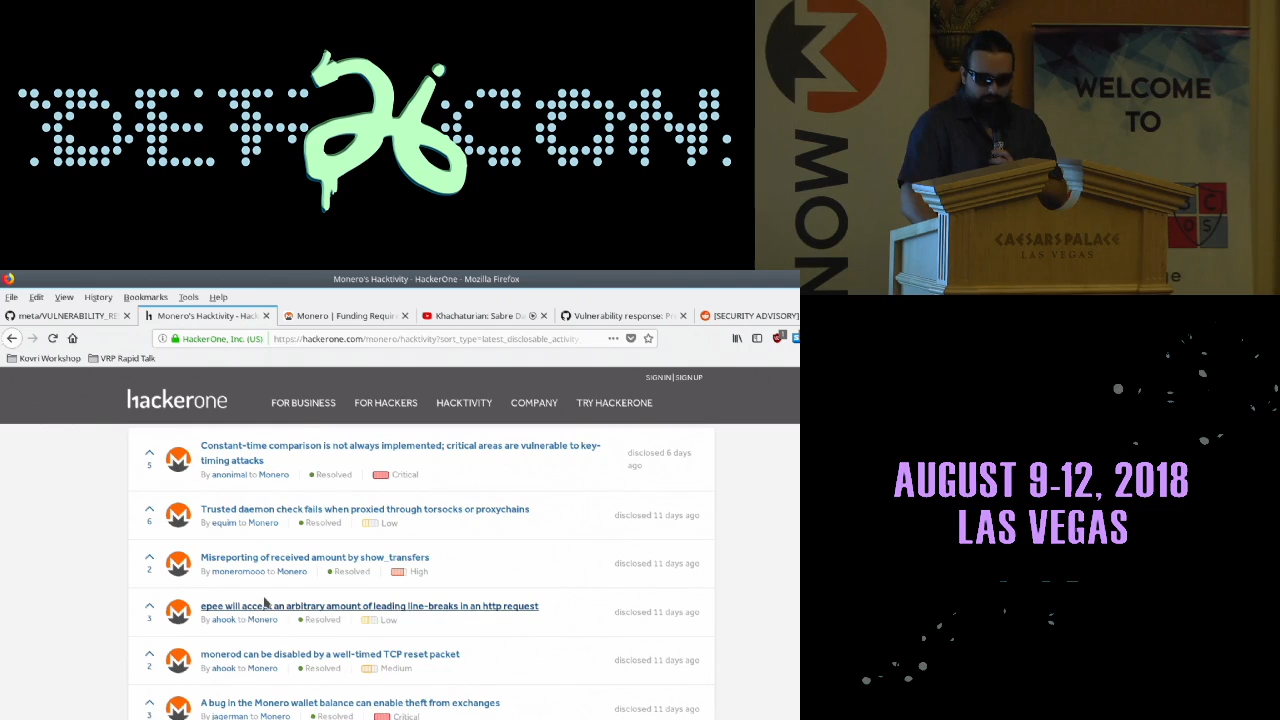 DEF 26 CON
NOW
WELCOME
TO
CAESARS PALACE
LAS VEGAS
Monero's Hacktivity - HackerOne - Mozilla Firefox
File Edit View History Bookmarks Tools Help
meta/VULNERABILITY_RE
Monero's Hacktivity - Hack
Monero | Funding Requir
Khachaturian: Sabre Da
Vulnerability response: Pr
[SECURITY ADVISORY]
HackerOne, Inc. (US) https://hackerone.com/monero/hacktivity?sort_type=latest_disclosable_activity
Kovri Workshop VRP Rapid Talk
SIGN IN | SIGN UP
hackerone FOR BUSINESS FOR HACKERS HACKTIVITY COMPANY TRY HACKERONE
Constant-time comparison is not always implemented; critical areas are vulnerable to key-
timing attacks
disclosed 6 days
ago
5
By anonimal to Monero Resolved Critical
Trusted daemon check fails when proxied through torsocks or proxychains
disclosed 11 days ago
6
By equim to Monero Resolved Low
Misreporting of received amount by show_transfers
disclosed 11 days ago
2
By moneromooo to Monero Resolved High
epee will accept an arbitrary amount of leading line-breaks in an http request
disclosed 11 days ago
3
By ahook to Monero Resolved Low
monerod can be disabled by a well-timed TCP reset packet
disclosed 11 days ago
2
By ahook to Monero Resolved Medium
A bug in the Monero wallet balance can enable theft from exchanges
disclosed 11 days ago
3
By jagerman to Monero Resolved Critical
AUGUST 9-12, 2018
LAS VEGAS